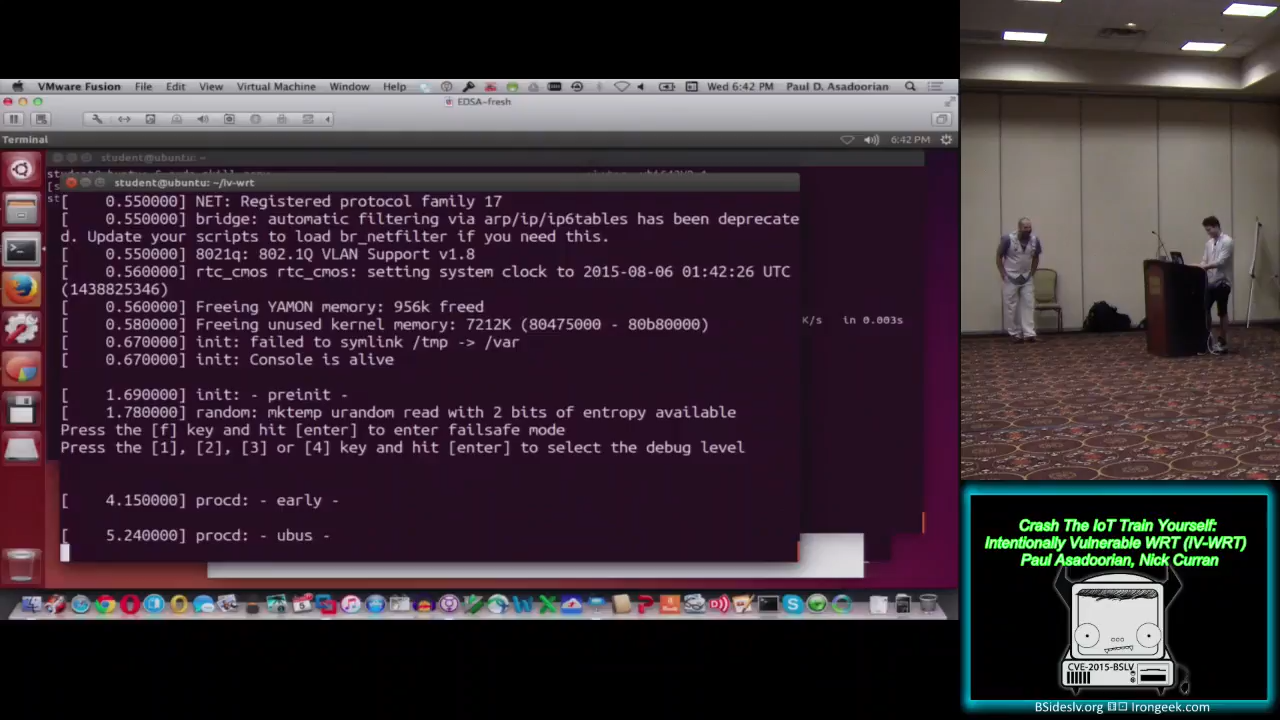 VMware Fusion File Edit View Virtual Machine Window Help Wed 6:42 PM Paul D. Asadoorian
EDSA-fresh
Terminal 6:42 PM
student@ubuntu: ~
student@ubuntu: ~/iv-wrt
[ 0.550000] NET: Registered protocol family 17
[ 0.550000] bridge: automatic filtering via arp/ip/ip6tables has been deprecate
d. Update your scripts to load br_netfilter if you need this.
[ 0.550000] 8021q: 802.1Q VLAN Support v1.8
[ 0.560000] rtc_cmos rtc_cmos: setting system clock to 2015-08-06 01:42:26 UTC
(1438825346)
[ 0.560000] Freeing YAMON memory: 956k freed
[ 0.580000] Freeing unused kernel memory: 7212K (80475000 - 80b80000)
K/s in 0.003s
[ 0.670000] init: failed to symlink /tmp -> /var
[ 0.670000] init: Console is alive
[ 1.690000] init: - preinit -
[ 1.780000] random: mktemp urandom read with 2 bits of entropy available
Press the [f] key and hit [enter] to enter failsafe mode
Press the [1], [2], [3] or [4] key and hit [enter] to select the debug level
[ 4.150000] procd: - early -
[ 5.240000] procd: - ubus -
Crash The IoT Train Yourself:
Intentionally Vulnerable WRT (IV-WRT)
Paul Asadoorian, Nick Curran
CVE-2015-BSLV
BSideslv.org Irongeek.com